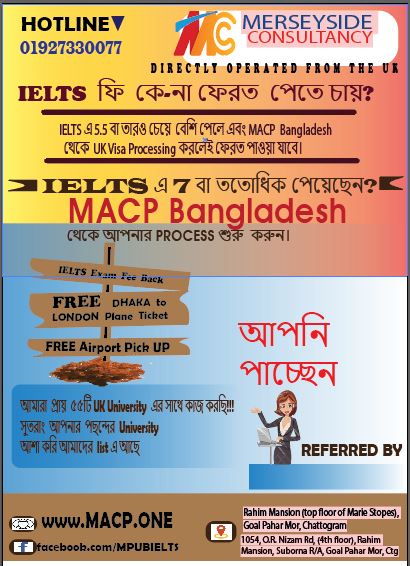 HOTLINE▼
01927330077
MC MERSEYSIDE
CONSULTANCY
DIRECTLY OPERATED FROM THE UK
IELTS ফি কে-না ফেরত পেতে চায়?
IELTS এ 5.5 বা তারও চেয়ে বেশি পেলে এবং MACP Bangladesh
থেকে UK Visa Processing করলেই ফেরত পাওয়া যাবে।
IELTS এ 7 বা ততোধিক পেয়েছেন?
MACP Bangladesh
থেকে আপনার PROCESS শুরু করুন।
IELTS Exam Fee Back
FREE DHAKA to
LONDON Plane Ticket
FREE Airport Pick UP
আপনি
পাচ্ছেন
আমারা প্রায় ৫৫টি UK University এর সাথে কাজ করছি!!!
সুতরাং আপনার পছন্দের University
আশা করি আমাদের list এ আছে
REFERRED BY
www.MACP.ONE
facebook.com/MPUBIELTS
Rahim Mansion (top floor of Marie Stopes),
Goal Pahar Mor, Chattogram
1054, O.R. Nizam Rd, (4th floor), Rahim
Mansion, Suborna R/A, Goal Pahar Mor, Ctg